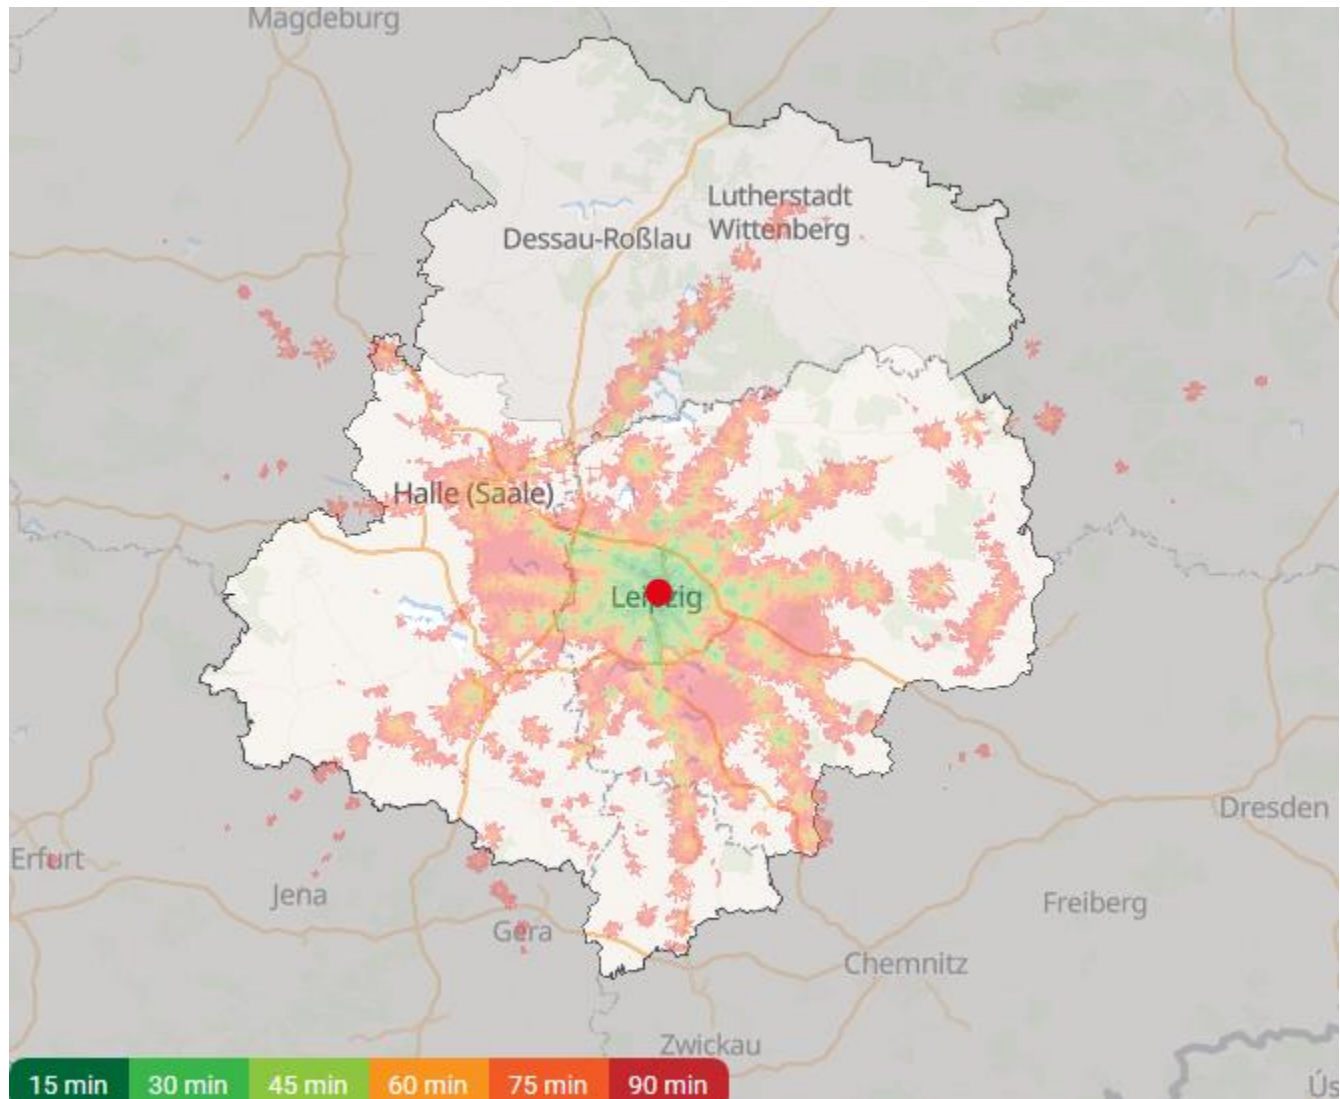 Magdeburg
Lutherstadt
Wittenberg
Dessau-Roßlau
Halle (Saale)
Leipzig
Dresden
Erfurt
Jena
Freiberg
Gera
Chemnitz
Zwickau
15 min 30 min 45 min 60 min 75 min 90 min